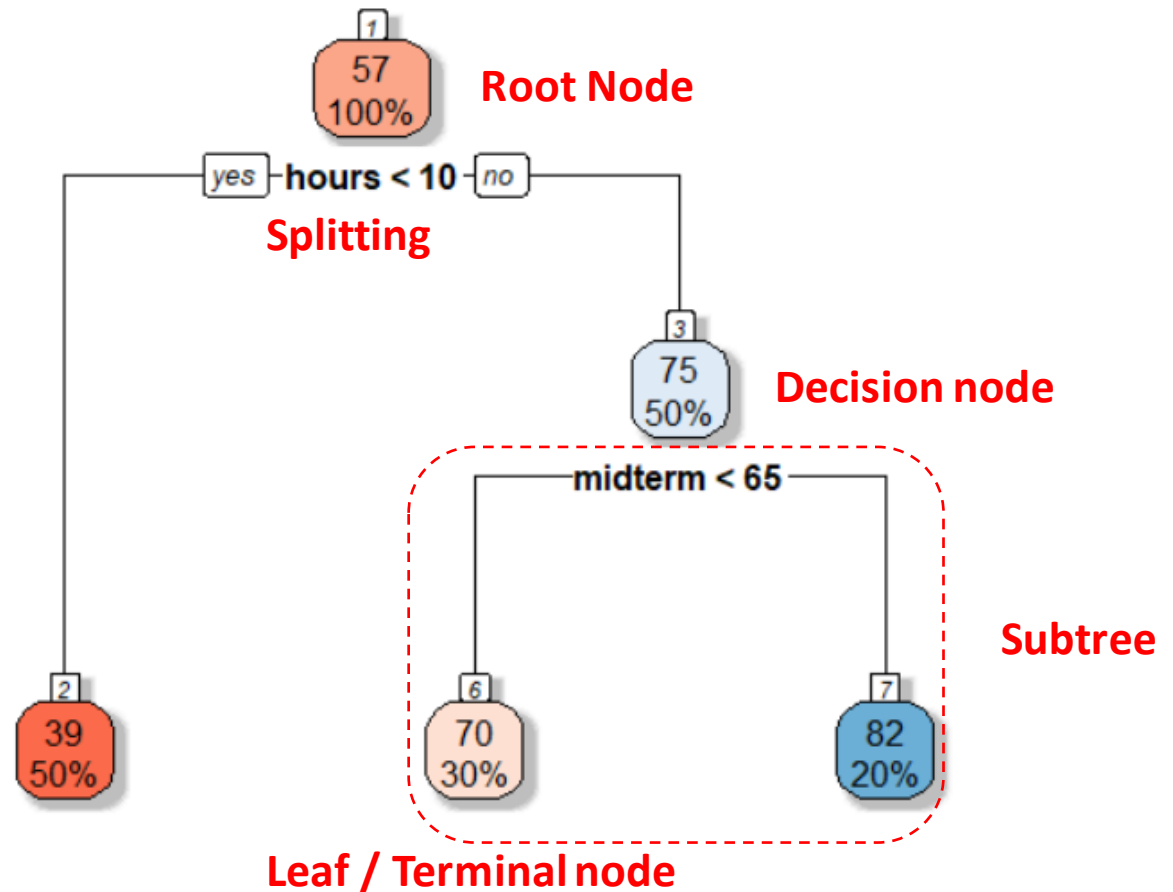 1
57
100%
Root Node
yes hours < 10 no
Splitting
3
75
50%
Decision node
midterm < 65
Subtree
2
39
50%
6
70
30%
7
82
20%
Leaf / Terminal node